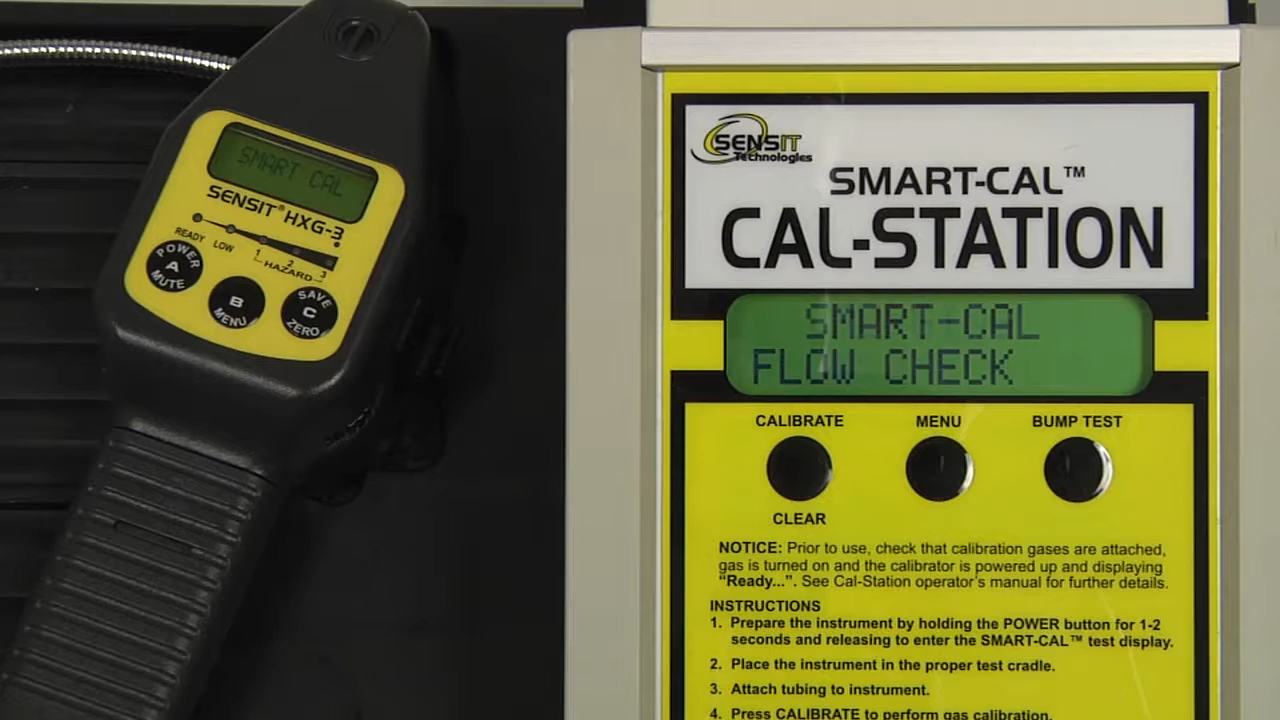 SMART CAL
SENSIT® HXG-3
READY LOW 1 2 3
HAZARD
POWER A MUTE
B MENU
SAVE C ZERO
SENSIT
Technologies
SMART-CAL™
CAL-STATION
SMART-CAL
FLOW CHECK
CALIBRATE MENU BUMP TEST
CLEAR
NOTICE: Prior to use, check that calibration gases are attached,
gas is turned on and the calibrator is powered up and displaying
“Ready...”. See Cal-Station operator's manual for further details.
INSTRUCTIONS
1. Prepare the instrument by holding the POWER button for 1-2
seconds and releasing to enter the SMART-CAL™ test display.
2. Place the instrument in the proper test cradle.
3. Attach tubing to instrument.
4. Press CALIBRATE to perform gas calibration.